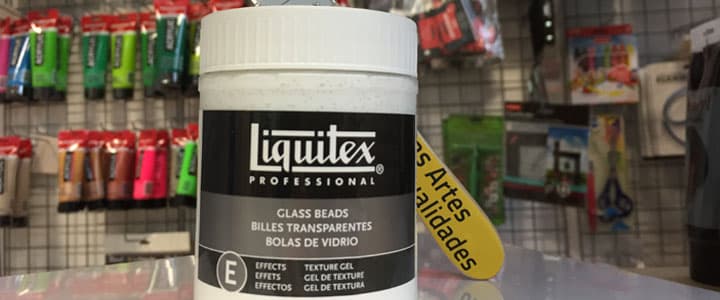 Liquitex®
PROFESSIONAL
GLASS BEADS
BILLES TRANSPARENTES
BOLAS DE VIDRIO
E
EFFECTS TEXTURE GEL
EFFETS GEL DE TEXTURE
EFECTOS GEL DE TEXTURA
as Artes
alidades